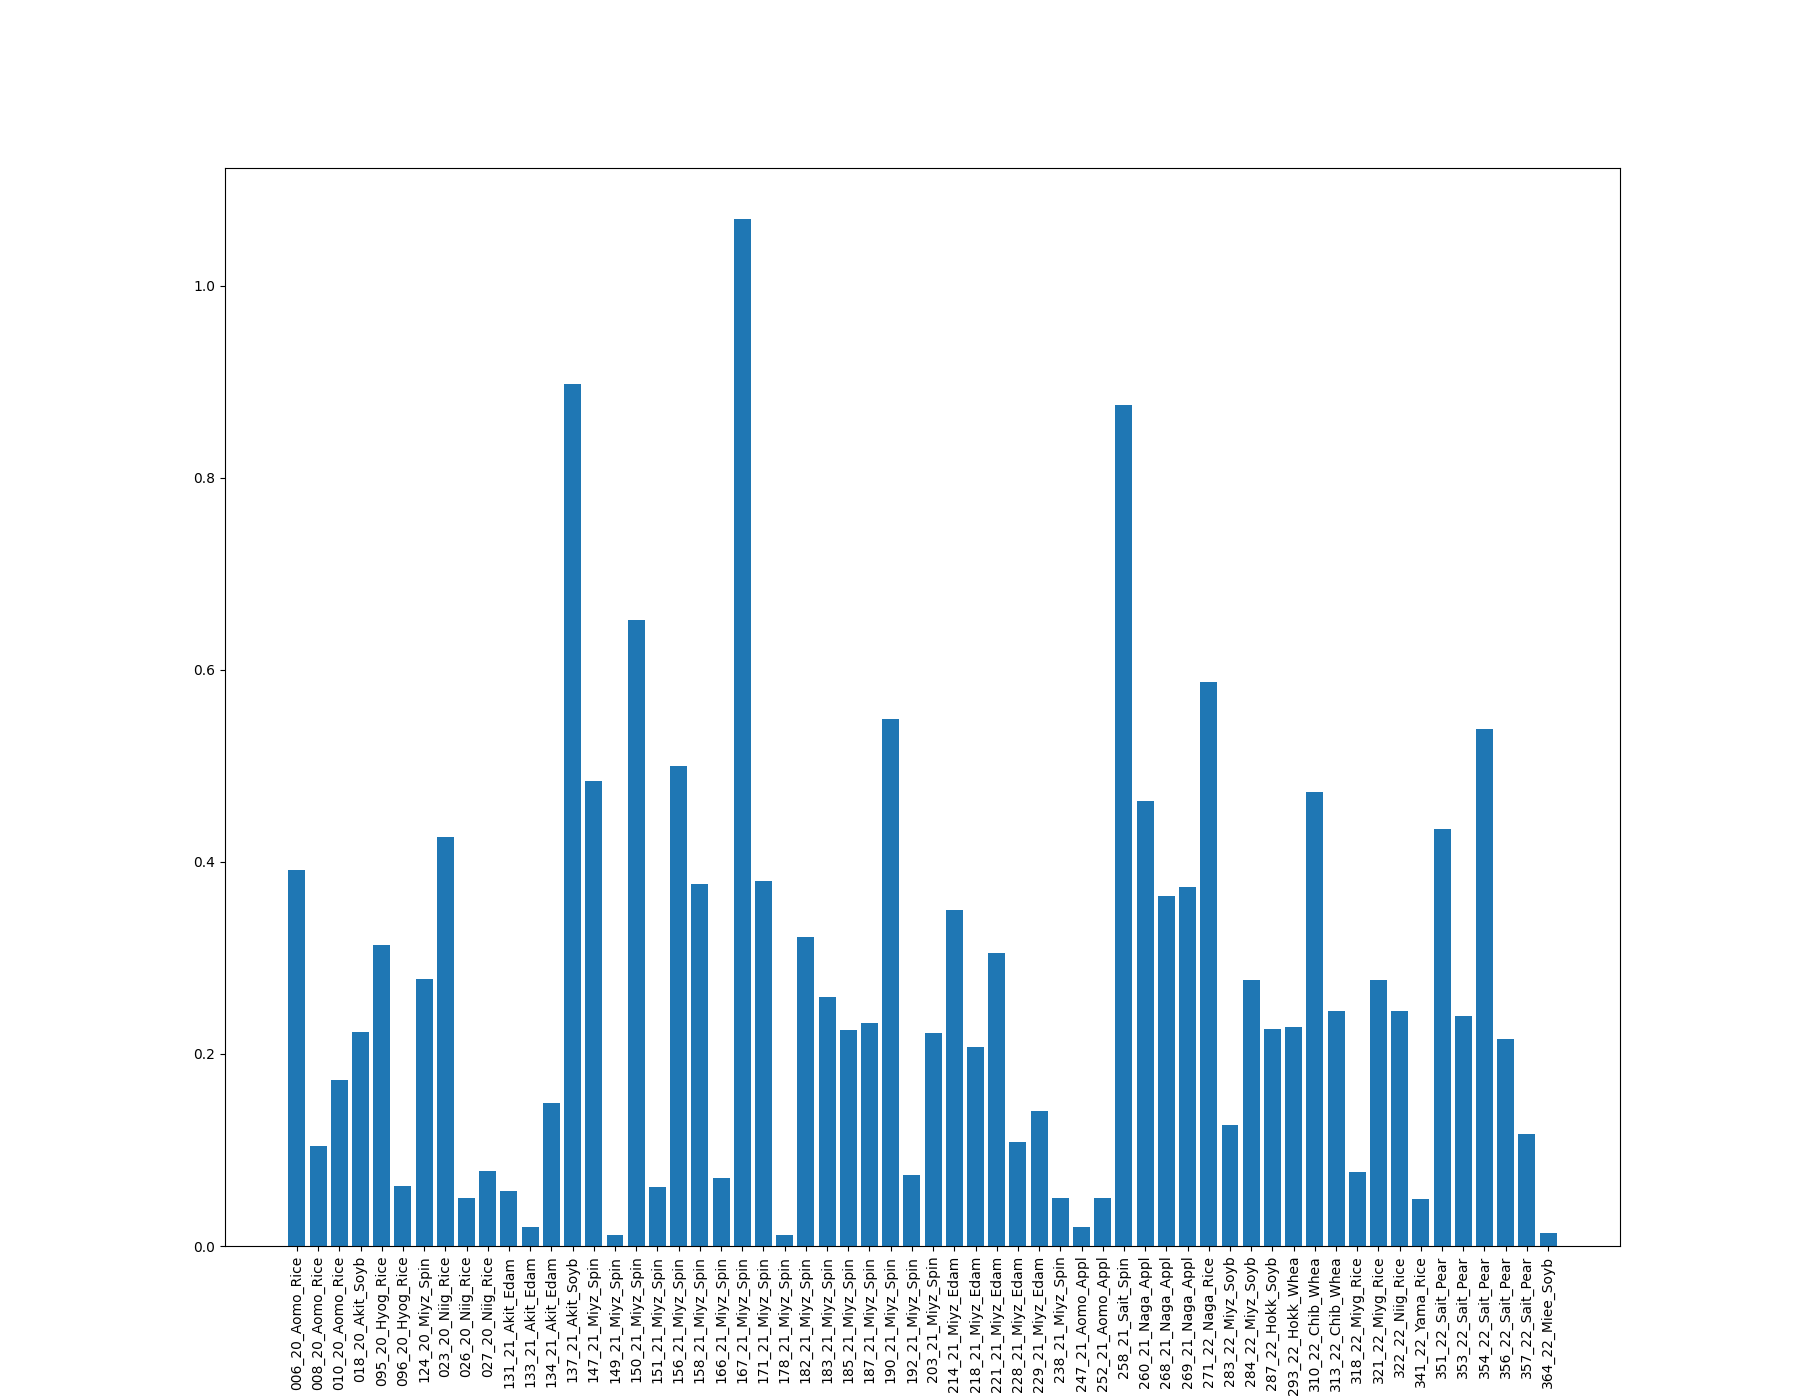 1.0
0.8
0.6
0.4
0.2
0.0
006_20_Aomo_Rice
008_20_Aomo_Rice
010_20_Aomo_Rice
018_20_Akit_Soyb
095_20_Hyog_Rice
096_20_Hyog_Rice
124_20_Miyz_Spin
023_20_Niig_Rice
026_20_Niig_Rice
027_20_Niig_Rice
131_21_Akit_Edam
133_21_Akit_Edam
134_21_Akit_Edam
137_21_Akit_Soyb
147_21_Miyz_Spin
149_21_Miyz_Spin
150_21_Miyz_Spin
151_21_Miyz_Spin
156_21_Miyz_Spin
158_21_Miyz_Spin
166_21_Miyz_Spin
167_21_Miyz_Spin
171_21_Miyz_Spin
178_21_Miyz_Spin
182_21_Miyz_Spin
183_21_Miyz_Spin
185_21_Miyz_Spin
187_21_Miyz_Spin
190_21_Miyz_Spin
192_21_Miyz_Spin
203_21_Miyz_Spin
214_21_Miyz_Edam
218_21_Miyz_Edam
221_21_Miyz_Edam
228_21_Miyz_Edam
229_21_Miyz_Edam
238_21_Miyz_Spin
247_21_Aomo_Appl
252_21_Aomo_Appl
258_21_Sait_Spin
260_21_Naga_Appl
268_21_Naga_Appl
269_21_Naga_Appl
271_22_Naga_Rice
283_22_Miyz_Soyb
284_22_Miyz_Soyb
287_22_Hokk_Soyb
293_22_Hokk_Whea
310_22_Chib_Whea
313_22_Chib_Whea
318_22_Miyg_Rice
321_22_Miyg_Rice
322_22_Niig_Rice
341_22_Yama_Rice
351_22_Sait_Pear
353_22_Sait_Pear
354_22_Sait_Pear
356_22_Sait_Pear
357_22_Sait_Pear
364_22_Miee_Soyb